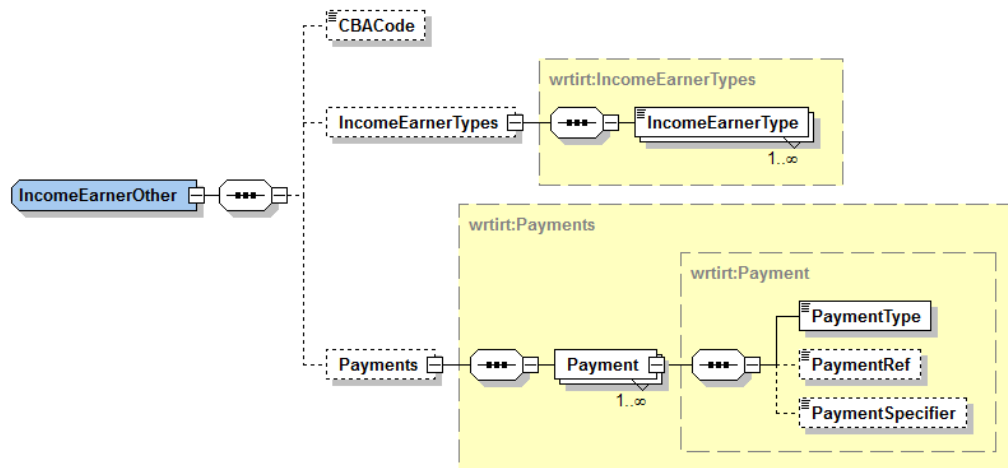 CBACode
wrtirt:IncomeEarnerTypes
IncomeEarnerTypes
IncomeEarnerType
1..∞
IncomeEarnerOther
wrtirt:Payments
wrtirt:Payment
PaymentType
Payments
Payment
PaymentRef
1..∞
PaymentSpecifier